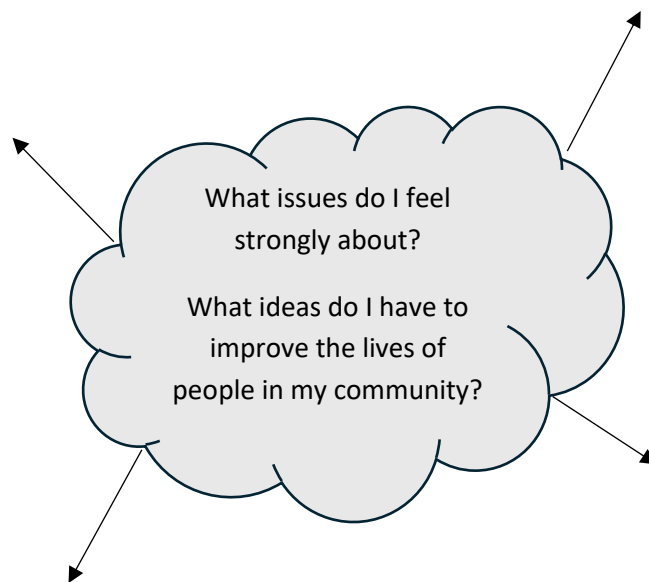 What issues do I feel
strongly about?
What ideas do I have to
improve the lives of
people in my community?